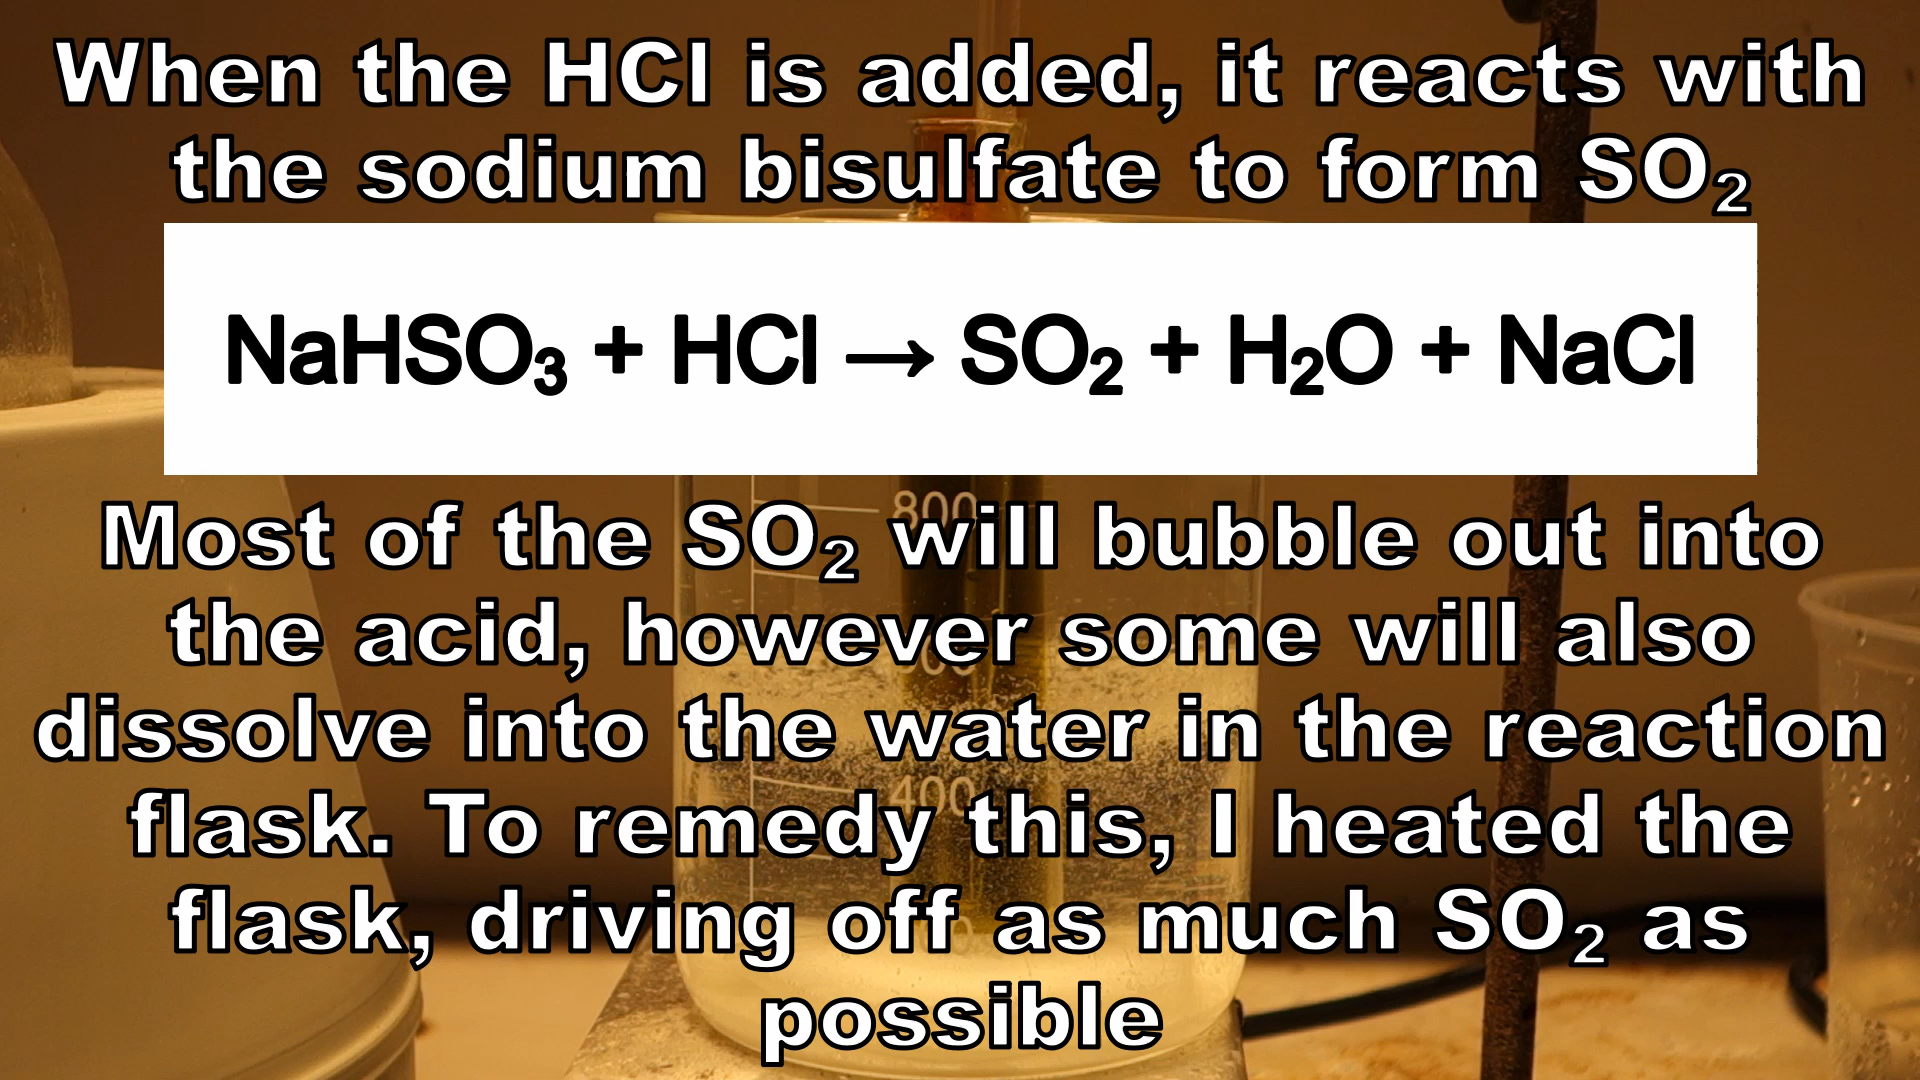 When the HCl is added, it reacts with
the sodium bisulfate to form SO₂
NaHSO₃ + HCl → SO₂ + H₂O + NaCl
800
Most of the SO₂ will bubble out into
the acid, however some will also
dissolve into the water in the reaction
400
flask. To remedy this, I heated the
flask, driving off as much SO₂ as
possible